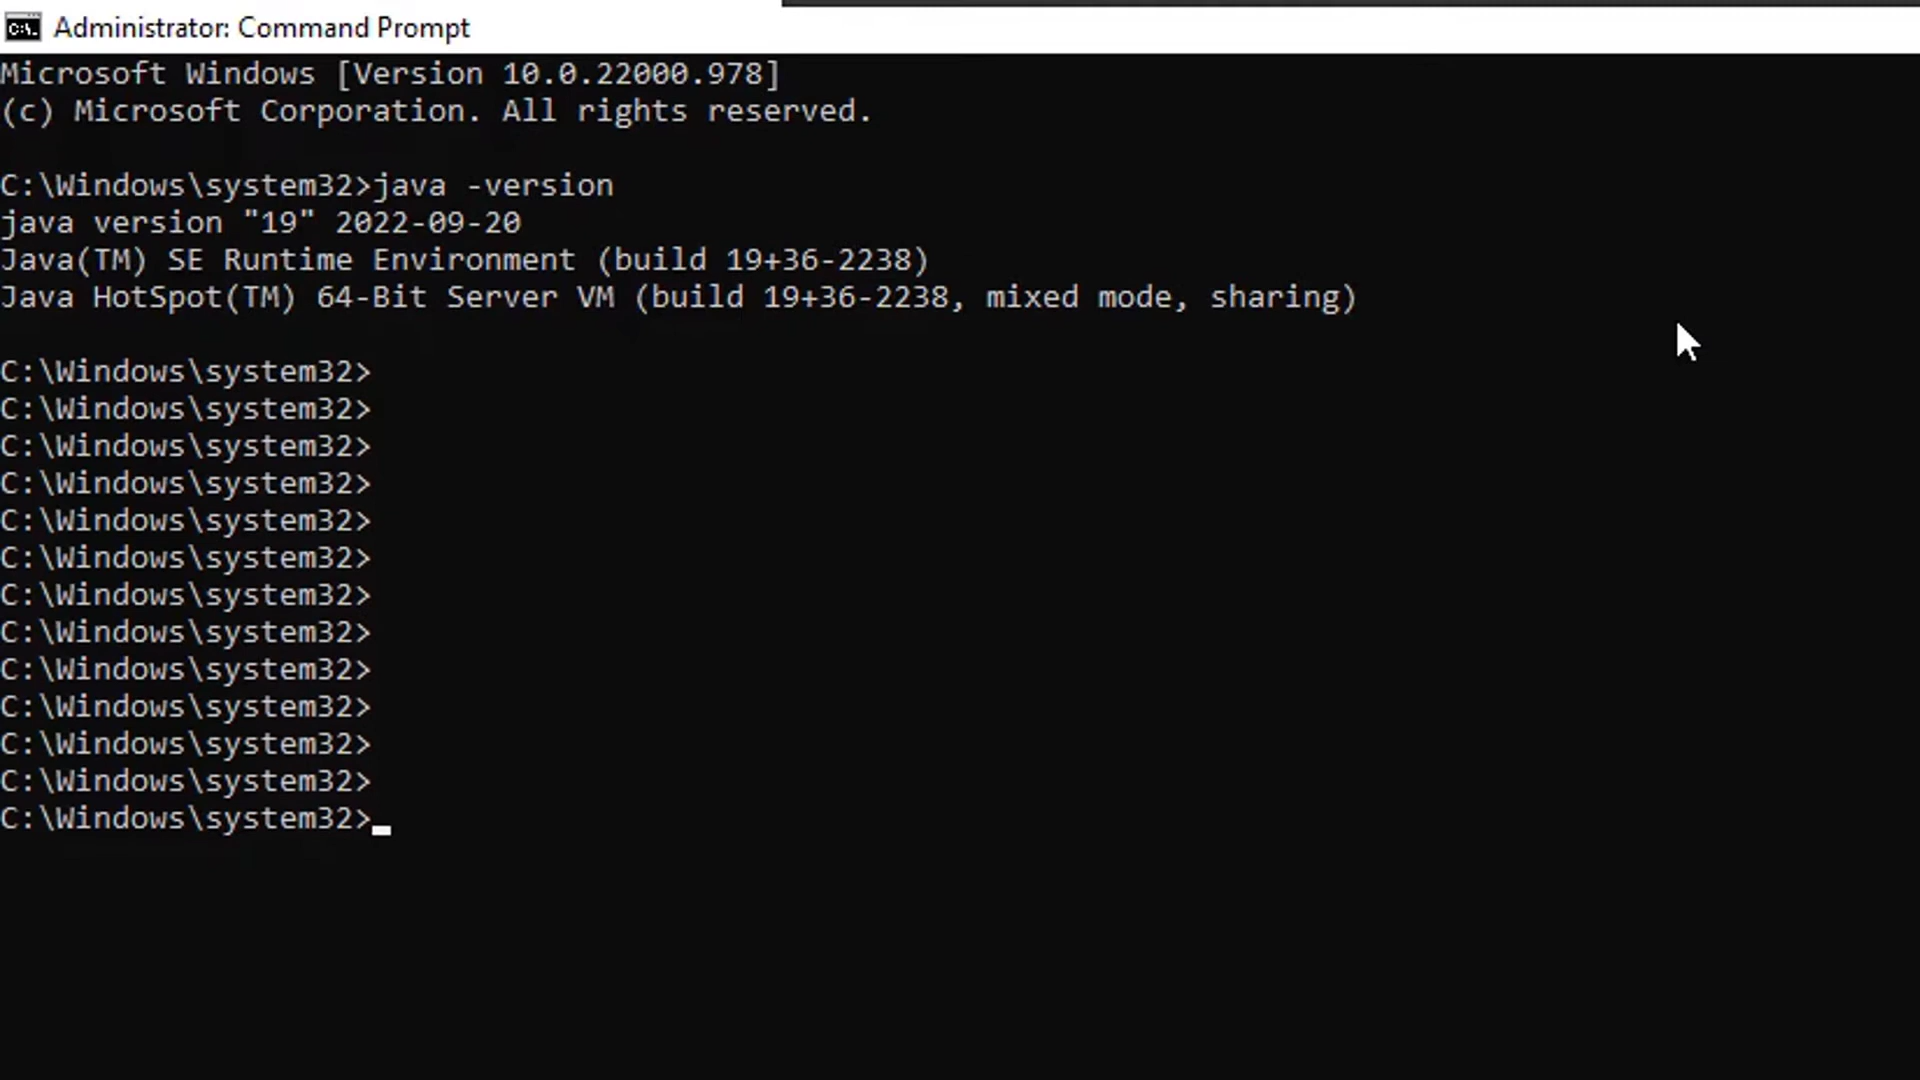 Administrator: Command Prompt
Microsoft Windows [Version 10.0.22000.978]
(c) Microsoft Corporation. All rights reserved.
C:\Windows\system32>java -version
java version "19" 2022-09-20
Java(TM) SE Runtime Environment (build 19+36-2238)
Java HotSpot(TM) 64-Bit Server VM (build 19+36-2238, mixed mode, sharing)
C:\Windows\system32>
C:\Windows\system32>
C:\Windows\system32>
C:\Windows\system32>
C:\Windows\system32>
C:\Windows\system32>
C:\Windows\system32>
C:\Windows\system32>
C:\Windows\system32>
C:\Windows\system32>
C:\Windows\system32>
C:\Windows\system32>
C:\Windows\system32>